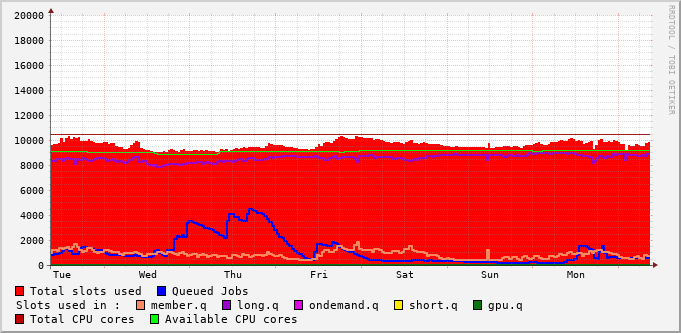 20000
18000
16000
14000
12000
10000
8000
6000
4000
2000
0
Tue Wed Thu Fri Sat Sun Mon
RRDTOOL / TOBI OETIKER
Total slots used Queued Jobs
Slots used in : member.q long.q ondemand.q short.q gpu.q
Total CPU cores Available CPU cores